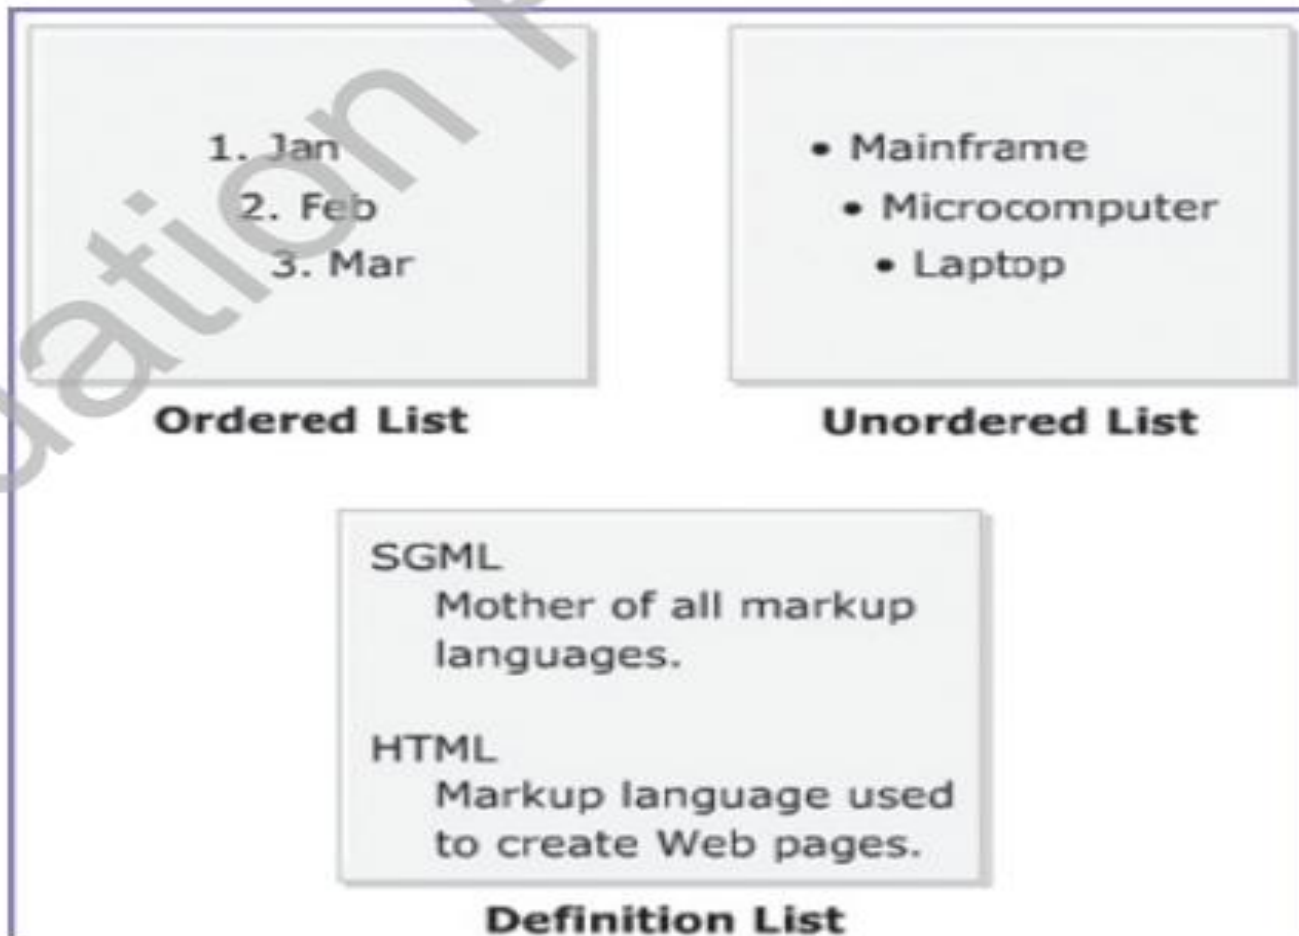 1. Jan
2. Feb
3. Mar
Ordered List
• Mainframe
• Microcomputer
• Laptop
Unordered List
SGML
Mother of all markup
languages.
HTML
Markup language used
to create Web pages.
Definition List
uation